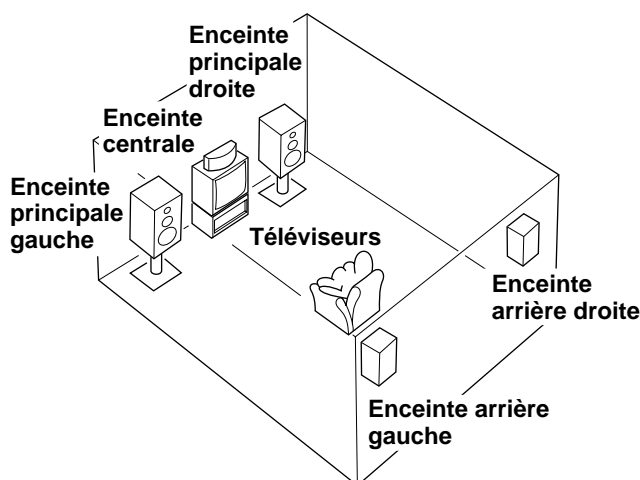 Enceinte
principale
droite
Enceinte
centrale
Enceinte
principale
gauche
Téléviseurs
Enceinte
arrière droite
Enceinte arrière
gauche